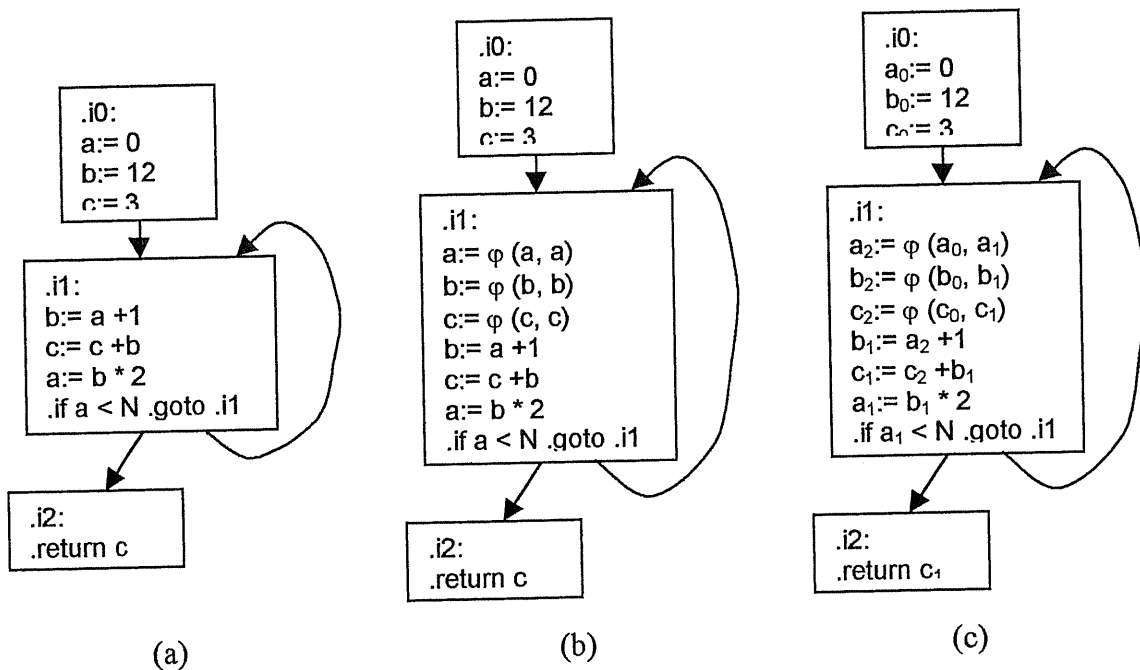 .i0:
a:= 0
b:= 12
c:= 3
.i1:
b:= a +1
c:= c +b
a:= b * 2
.if a < N .goto .i1
.i2:
.return c
(a)
.i0:
a:= 0
b:= 12
c:= 3
.i1:
a:= φ (a, a)
b:= φ (b, b)
c:= φ (c, c)
b:= a +1
c:= c +b
a:= b * 2
.if a < N .goto .i1
.i2:
.return c
(b)
.i0:
a₀:= 0
b₀:= 12
c₀:= 3
.i1:
a₂:= φ (a₀, a₁)
b₂:= φ (b₀, b₁)
c₂:= φ (c₀, c₁)
b₁:= a₂ +1
c₁:= c₂ +b₁
a₁:= b₁ * 2
.if a₁ < N .goto .i1
.i2:
.return c₁
(c)